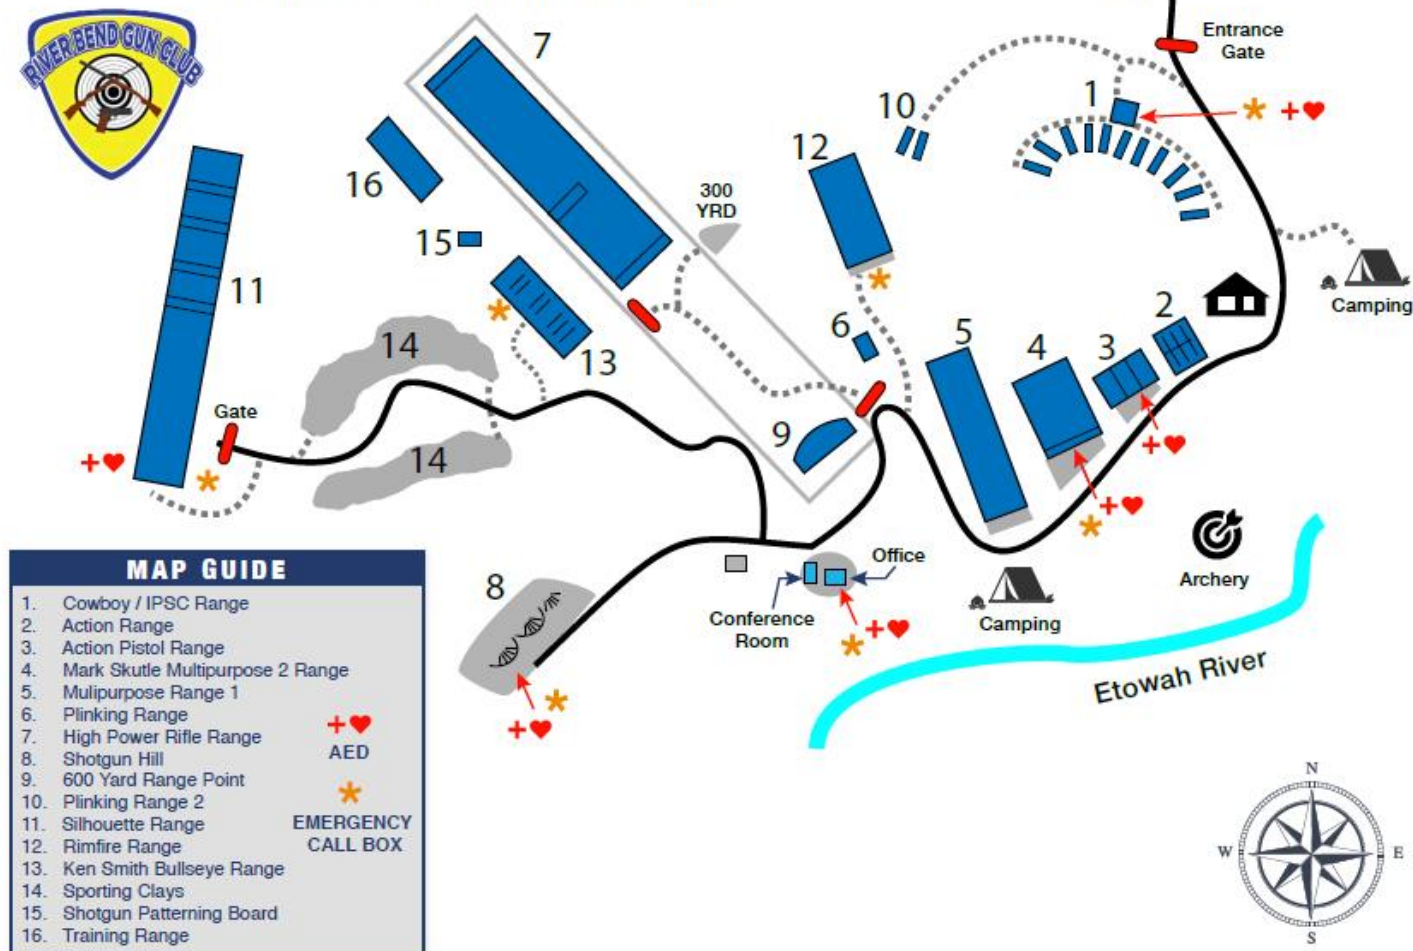 RIVER BEND GUN CLUB
7
Entrance
Gate
10
1
12
16
300
YRD
15
11
Camping
2
6
5
4
3
13
14
Gate
9
14
Office
Archery
8
Conference
Room
Camping
Etowah River
MAP GUIDE
1. Cowboy / IPSC Range
2. Action Range
3. Action Pistol Range
4. Mark Skutle Multipurpose 2 Range
5. Mulipurpose Range 1
6. Plinking Range
7. High Power Rifle Range
8. Shotgun Hill
9. 600 Yard Range Point
10. Plinking Range 2
11. Silhouette Range
12. Rimfire Range
13. Ken Smith Bullseye Range
14. Sporting Clays
15. Shotgun Patterning Board
16. Training Range
AED
EMERGENCY
CALL BOX
N
W E
S